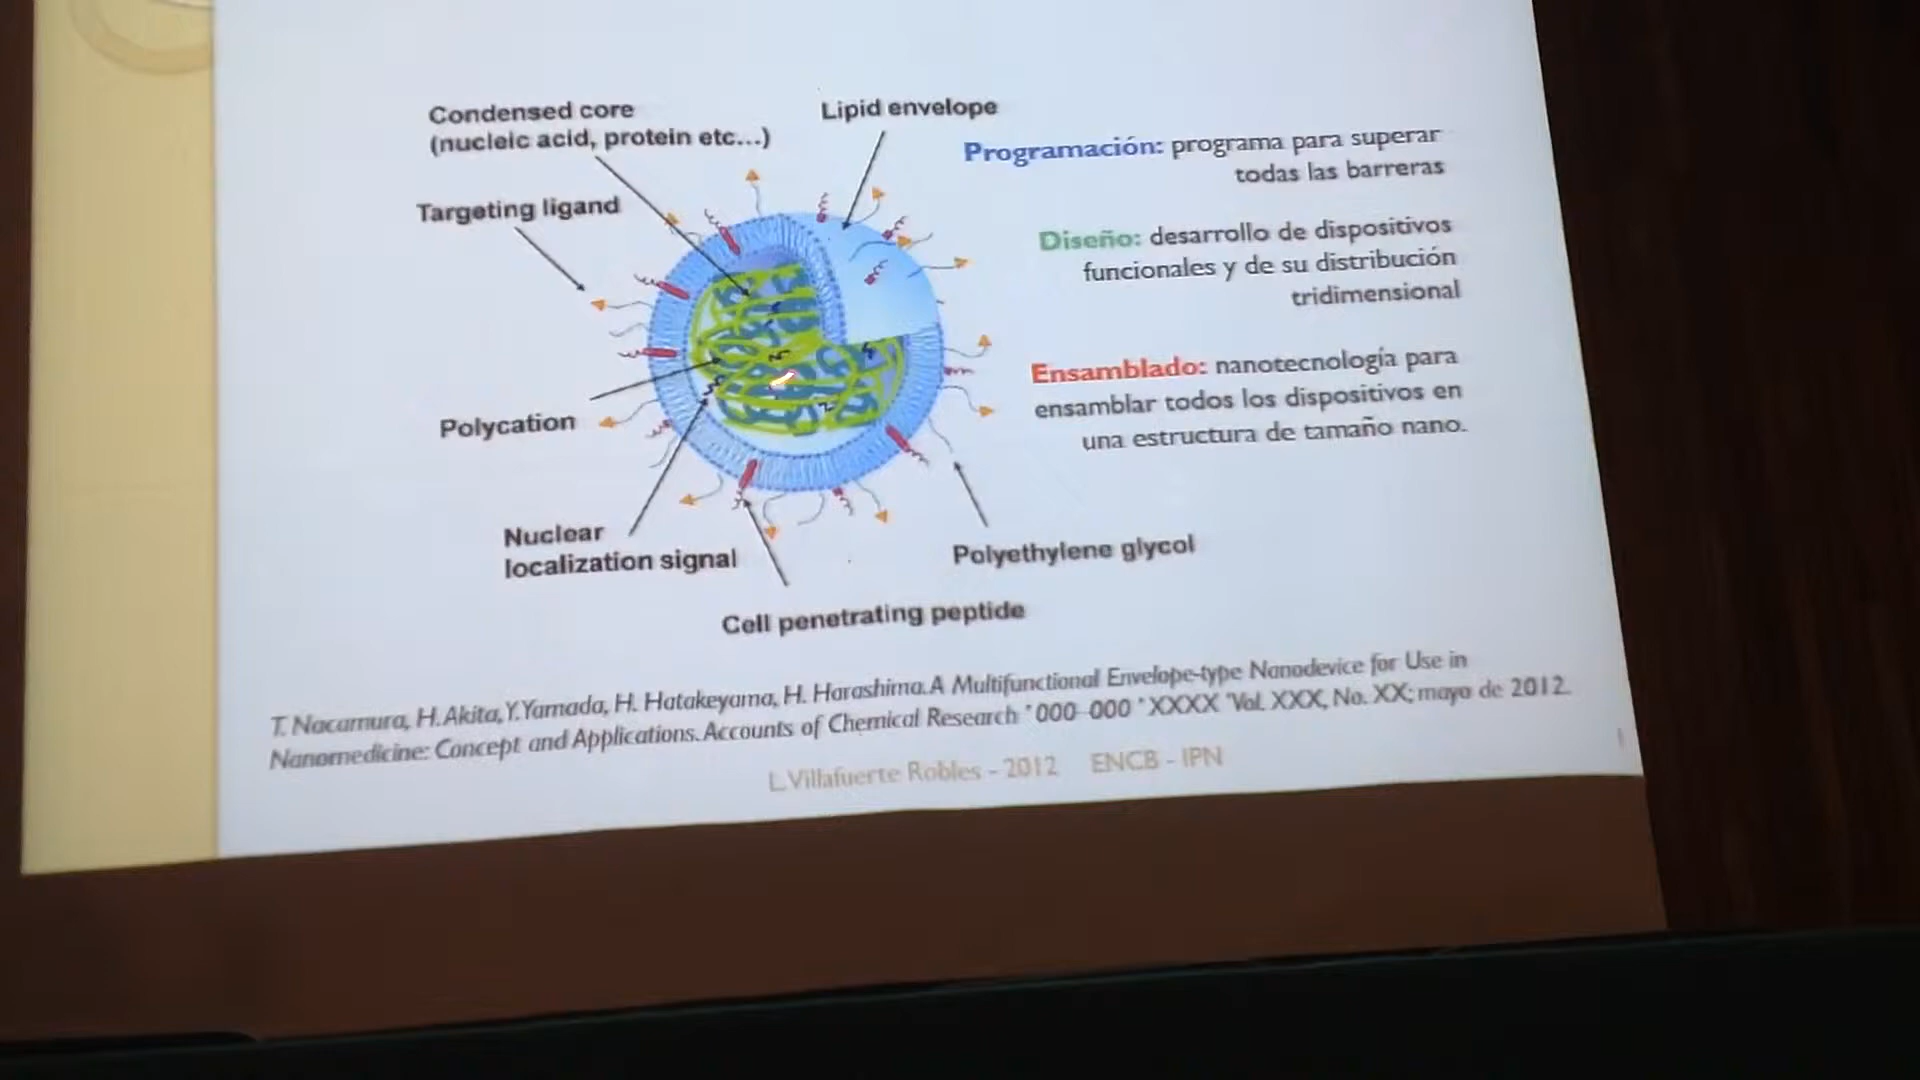 Condensed core
(nucleic acid, protein etc...)
Lipid envelope
Targeting ligand
Polycation
Nuclear
localization signal
Cell penetrating peptide
Polyethylene glycol
Programación: programa para superar
todas las barreras
Diseño: desarrollo de dispositivos
funcionales y de su distribución
tridimensional
Ensamblado: nanotecnología para
ensamblar todos los dispositivos en
una estructura de tamaño nano.
T. Nacamura, H. Akita, Y. Yamada, H. Hatakeyama, H. Harashima. A Multifunctional Envelope-type Nanodevice for Use in
Nanomedicine: Concept and Applications. Accounts of Chemical Research * 000-000 * XXXX *Vol. XXX, No. XX; mayo de 2012.
L. Villafuerte Robles - 2012 ENCB - IPN